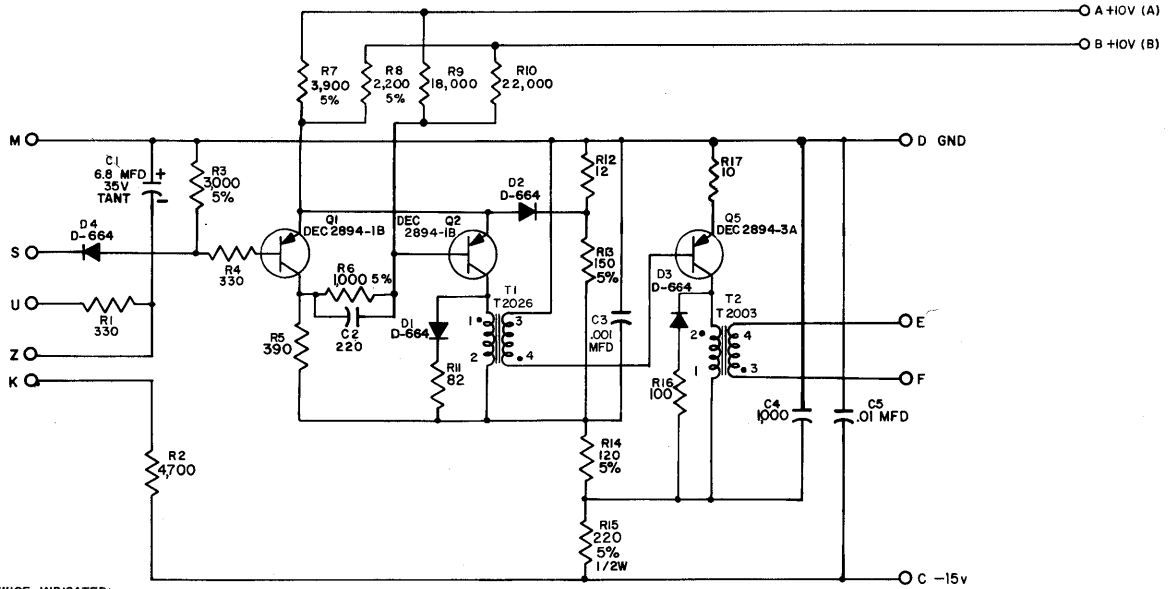 A +10V (A)
B +10V (B)
R7
3,900
5%
R8
2,200
5%
R9
18,000
R10
22,000
M
D GND
C1
6.8 MFD
35V
TANT
+
−
R3
3,000
5%
R12
12
R17
10
D2
D-664
Q1
DEC 2894-1B
DEC
2894-1B
Q2
Q5
DEC 2894-3A
D4
D-664
S
R4
330
R6
1,000 5%
C2
220
R13
150
5%
D3
D-664
U
R1
330
R5
390
D1
D-664
T1
T2026
1
3
2
4
C3
.001
MFD
T2
T2003
2
4
1
3
E
F
Z
K
R11
82
R16
100
C4
1,000
C5
.01 MFD
R2
4,700
R14
120
5%
R15
220
5%
1/2W
C -15v
WISE INDICATED: